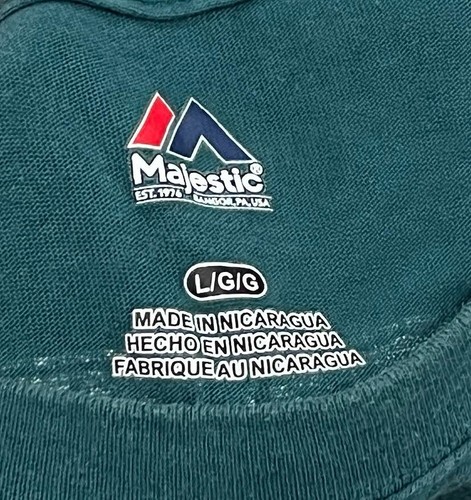 Majestic®
EST. 1976 BANGOR, PA, USA
L/G/G
MADE IN NICARAGUA
HECHO EN NICARAGUA
FABRIQUE AU NICARAGUA